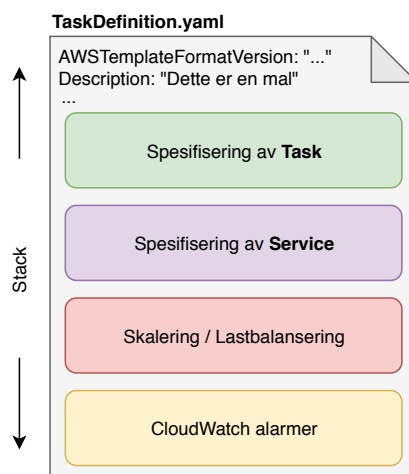 TaskDefinition.yaml
AWSTemplateFormatVersion: "..."
Description: "Dette er en mal"
...
Spesifisering av Task
Spesifisering av Service
Stack
Skalering / Lastbalansering
CloudWatch alarmer